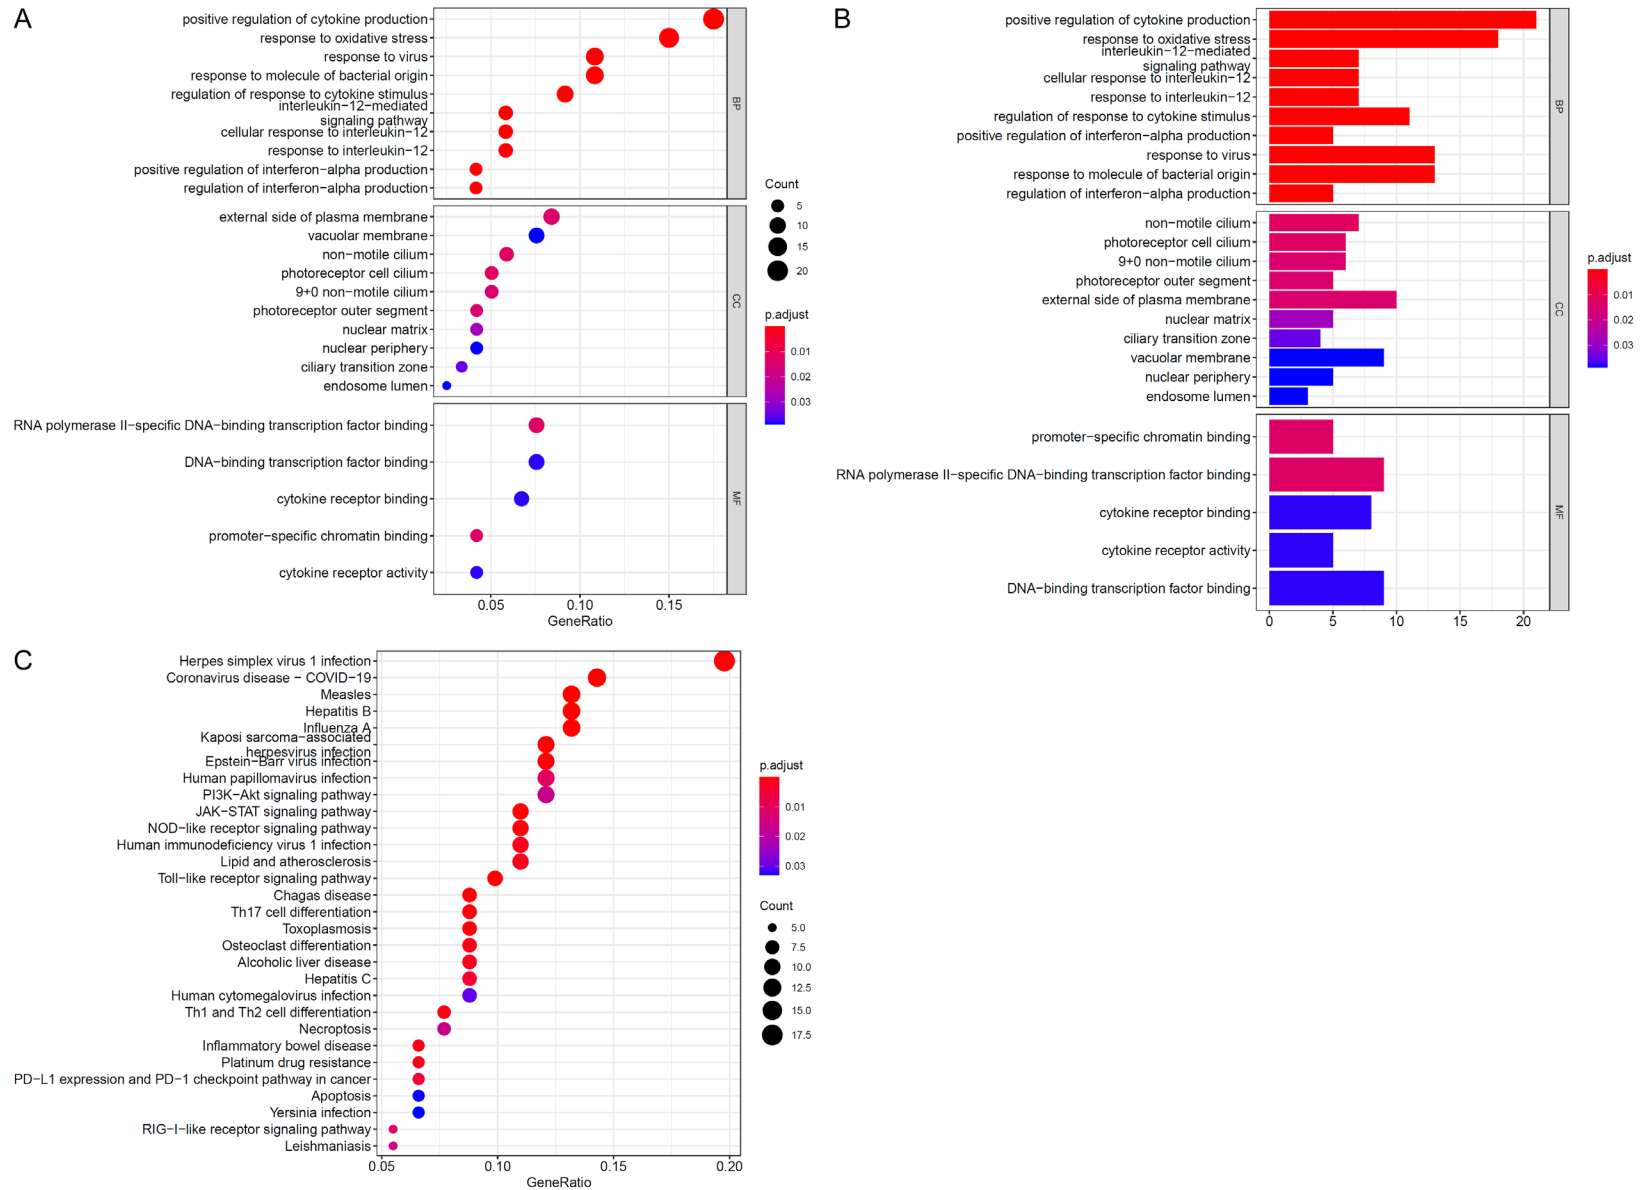 A
positive regulation of cytokine production
response to oxidative stress
response to virus
response to molecule of bacterial origin
regulation of response to cytokine stimulus
interleukin−12−mediated
signaling pathway
cellular response to interleukin−12
response to interleukin−12
positive regulation of interferon−alpha production
regulation of interferon−alpha production
BP
external side of plasma membrane
vacuolar membrane
non−motile cilium
photoreceptor cell cilium
9+0 non−motile cilium
photoreceptor outer segment
nuclear matrix
nuclear periphery
ciliary transition zone
endosome lumen
CC
RNA polymerase II−specific DNA−binding transcription factor binding
DNA−binding transcription factor binding
cytokine receptor binding
promoter−specific chromatin binding
cytokine receptor activity
MF
0.05 0.10 0.15
GeneRatio
Count
5
10
15
20
p.adjust
0.01
0.02
0.03
B
positive regulation of cytokine production
response to oxidative stress
interleukin−12−mediated
signaling pathway
cellular response to interleukin−12
response to interleukin−12
regulation of response to cytokine stimulus
positive regulation of interferon−alpha production
response to virus
response to molecule of bacterial origin
regulation of interferon−alpha production
BP
non−motile cilium
photoreceptor cell cilium
9+0 non−motile cilium
photoreceptor outer segment
external side of plasma membrane
nuclear matrix
ciliary transition zone
vacuolar membrane
nuclear periphery
endosome lumen
CC
promoter−specific chromatin binding
RNA polymerase II−specific DNA−binding transcription factor binding
cytokine receptor binding
cytokine receptor activity
DNA−binding transcription factor binding
MF
0 5 10 15 20
p.adjust
0.01
0.02
0.03
C
Herpes simplex virus 1 infection
Coronavirus disease − COVID−19
Measles
Hepatitis B
Influenza A
Kaposi sarcoma−associated
herpesvirus infection
Epstein−Barr virus infection
Human papillomavirus infection
PI3K−Akt signaling pathway
JAK−STAT signaling pathway
NOD−like receptor signaling pathway
Human immunodeficiency virus 1 infection
Lipid and atherosclerosis
Toll−like receptor signaling pathway
Chagas disease
Th17 cell differentiation
Toxoplasmosis
Osteoclast differentiation
Alcoholic liver disease
Hepatitis C
Human cytomegalovirus infection
Th1 and Th2 cell differentiation
Necroptosis
Inflammatory bowel disease
Platinum drug resistance
PD−L1 expression and PD−1 checkpoint pathway in cancer
Apoptosis
Yersinia infection
RIG−I−like receptor signaling pathway
Leishmaniasis
0.05 0.10 0.15 0.20
GeneRatio
p.adjust
0.01
0.02
0.03
Count
5.0
7.5
10.0
12.5
15.0
17.5